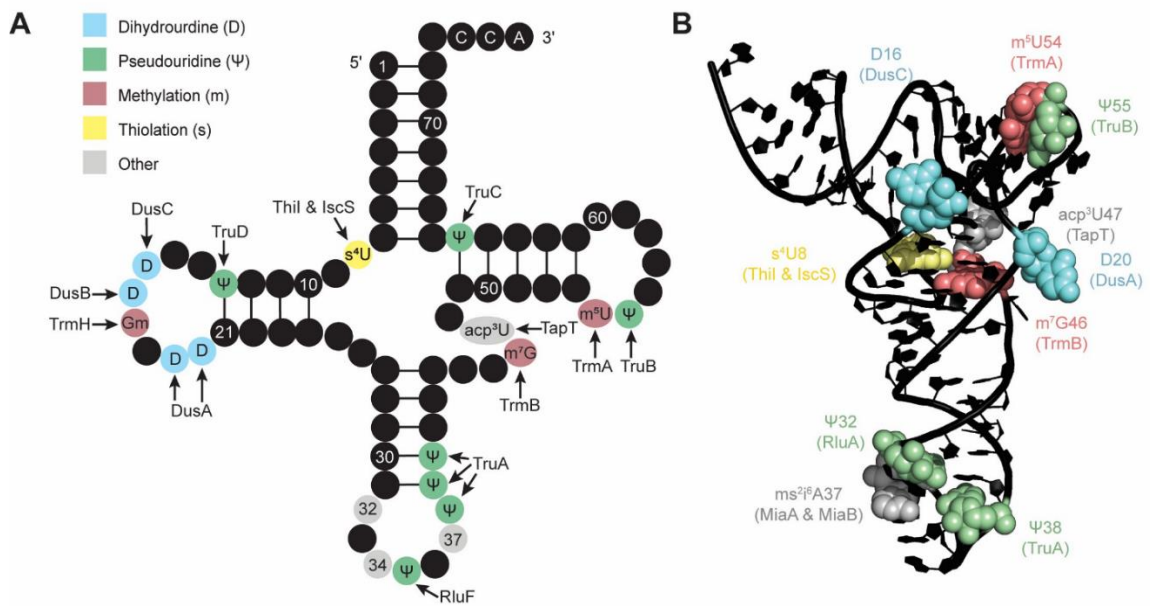 A
Dihydrourdine (D)
Pseudouridine (Ψ)
Methylation (m)
Thiolation (s)
Other
C C A 3'
5' 1
70
TruC
ThiI & IscS
60
DusC
TruD
s⁴U
Ψ
D
Ψ
10
50
DusB
D
m⁵U
Ψ
TrmH
Gm
21
acp³U
TapT
D D
m⁷G
TrmA TruB
DusA
TrmB
30 Ψ
TruA
Ψ
32
Ψ
37
34
Ψ
RluF
B
D16
(DusC)
m⁵U54
(TrmA)
Ψ55
(TruB)
acp³U47
(TapT)
s⁴U8
(ThiI & IscS)
D20
(DusA)
m⁷G46
(TrmB)
Ψ32
(RluA)
ms²i⁶A37
(MiaA & MiaB)
Ψ38
(TruA)